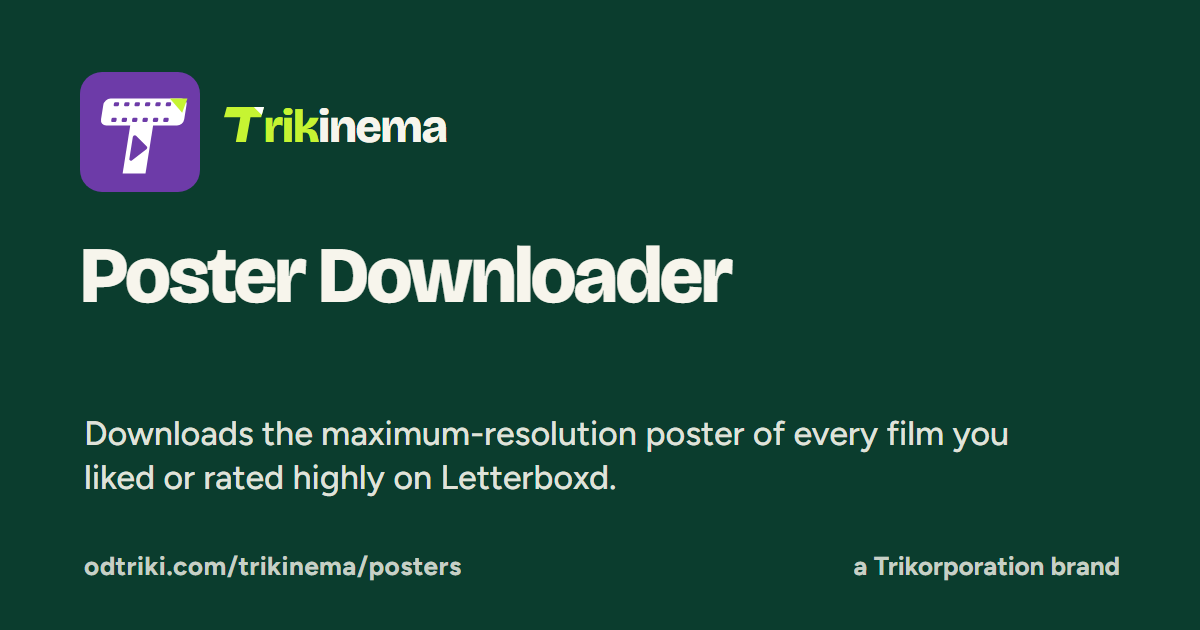 Trikinema
Poster Downloader
Downloads the maximum-resolution poster of every film you
liked or rated highly on Letterboxd.
odtriki.com/trikinema/posters
a Trikorporation brand